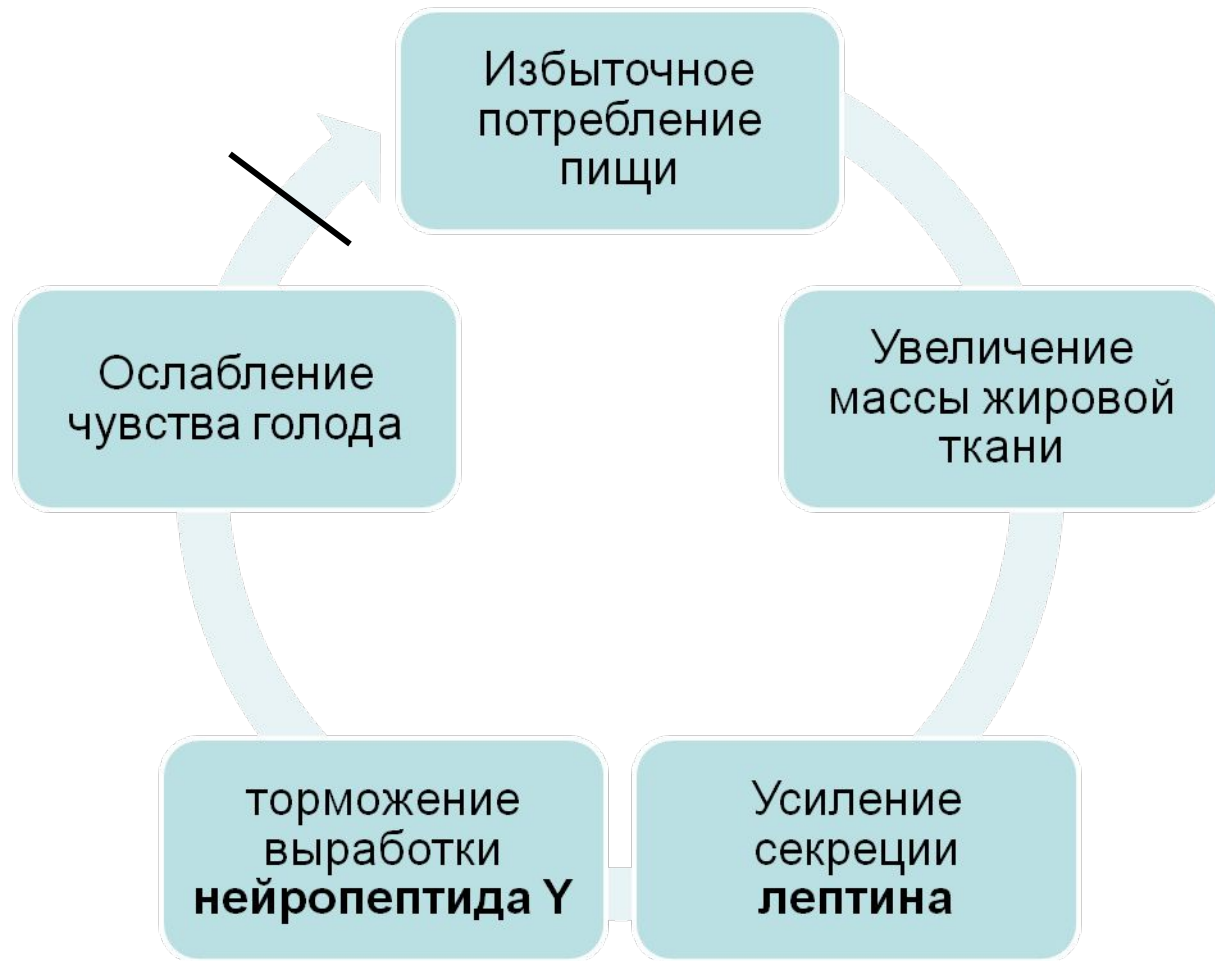 Избыточное
потребление
пищи
Увеличение
массы жировой
ткани
Усиление
секреции
лептина
торможение
выработки
нейропептида Y
Ослабление
чувства голода